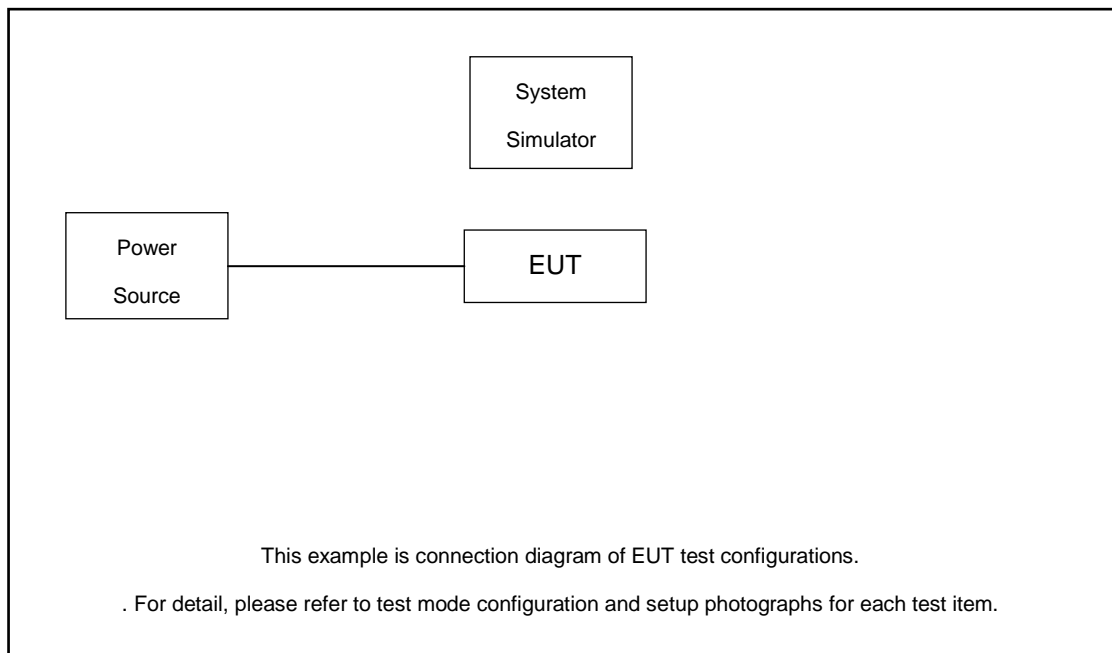 System
Simulator
Power
Source
EUT
This example is connection diagram of EUT test configurations.
. For detail, please refer to test mode configuration and setup photographs for each test item.